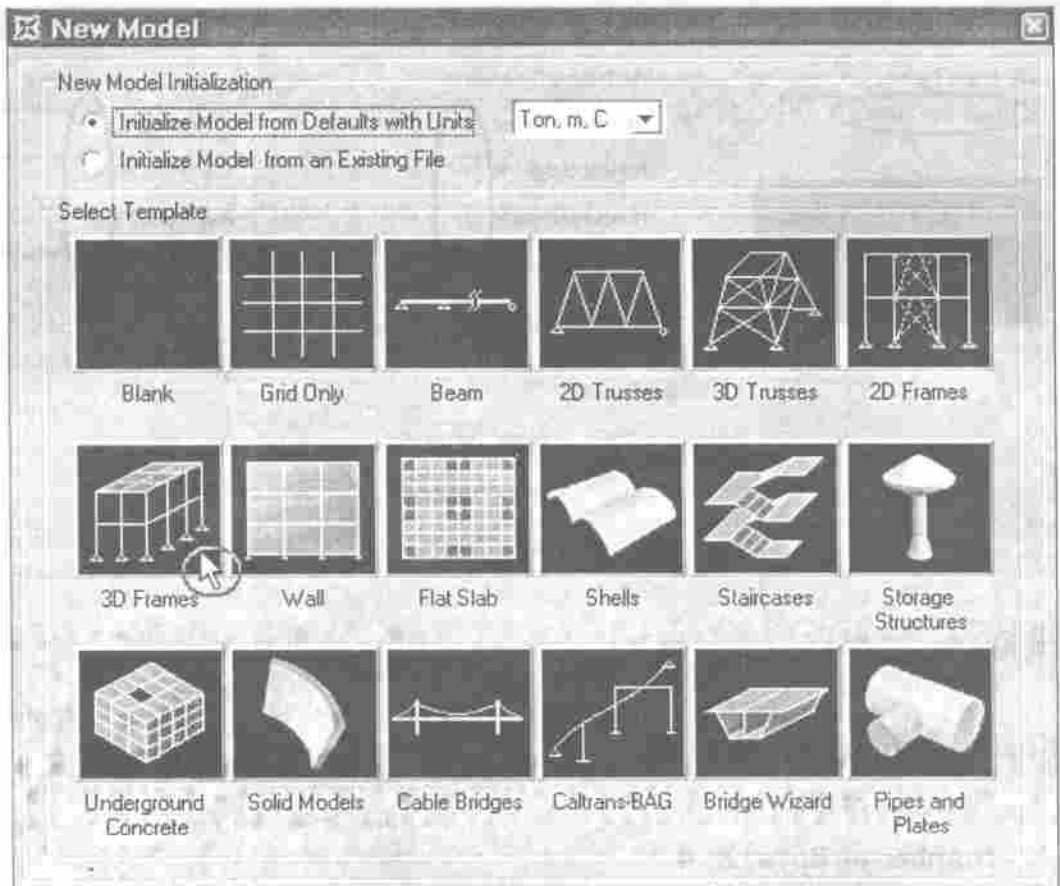 New Model
New Model Initialization
Initialize Model from Defaults with Units
Ton, m, C
Initialize Model from an Existing File
Select Template
Blank
Grid Only
Beam
2D Trusses
3D Trusses
2D Frames
3D Frames
Wall
Flat Slab
Shells
Staircases
Storage
Structures
Underground
Concrete
Solid Models
Cable Bridges
Caltrans-BAG
Bridge Wizard
Pipes and
Plates